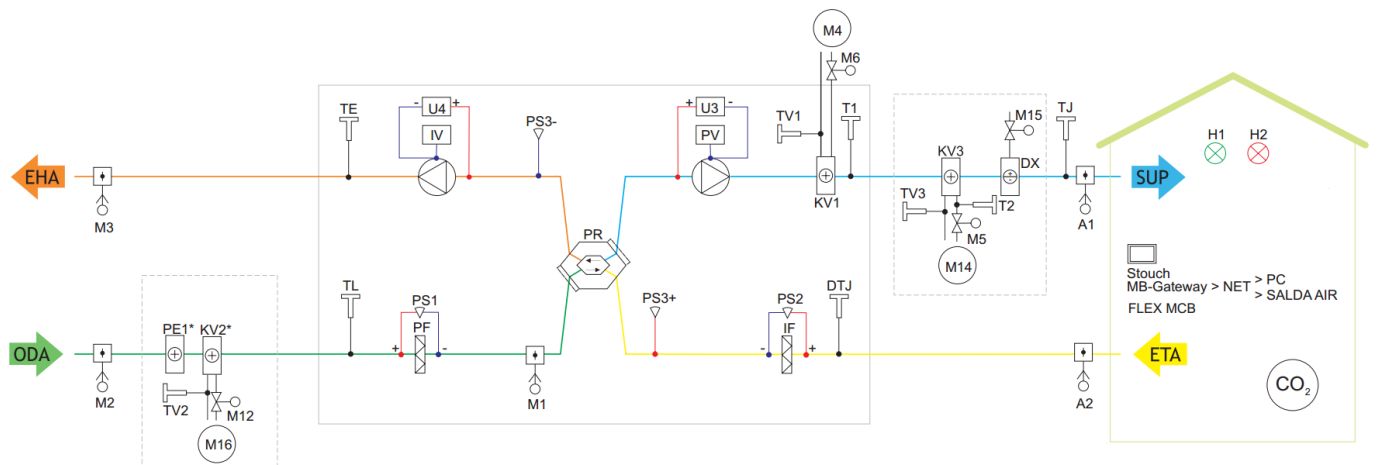 M4
M6
TE
- U4 +
IV
PS3-
+ U3 -
PV
TV1
T1
M15
TJ
KV3
DX
H1 H2
EHA
M3
KV1
TV3
T2
M5
M14
A1
SUP
PR
TL
PS1
PF
+ -
PS3+
PS2
IF
- +
DTJ
Stouch
MB-Gateway > NET > PC
> SALDA AIR
FLEX MCB
ODA
M2
PE1* KV2*
TV2
M12
M16
M1
A2
ETA
CO₂